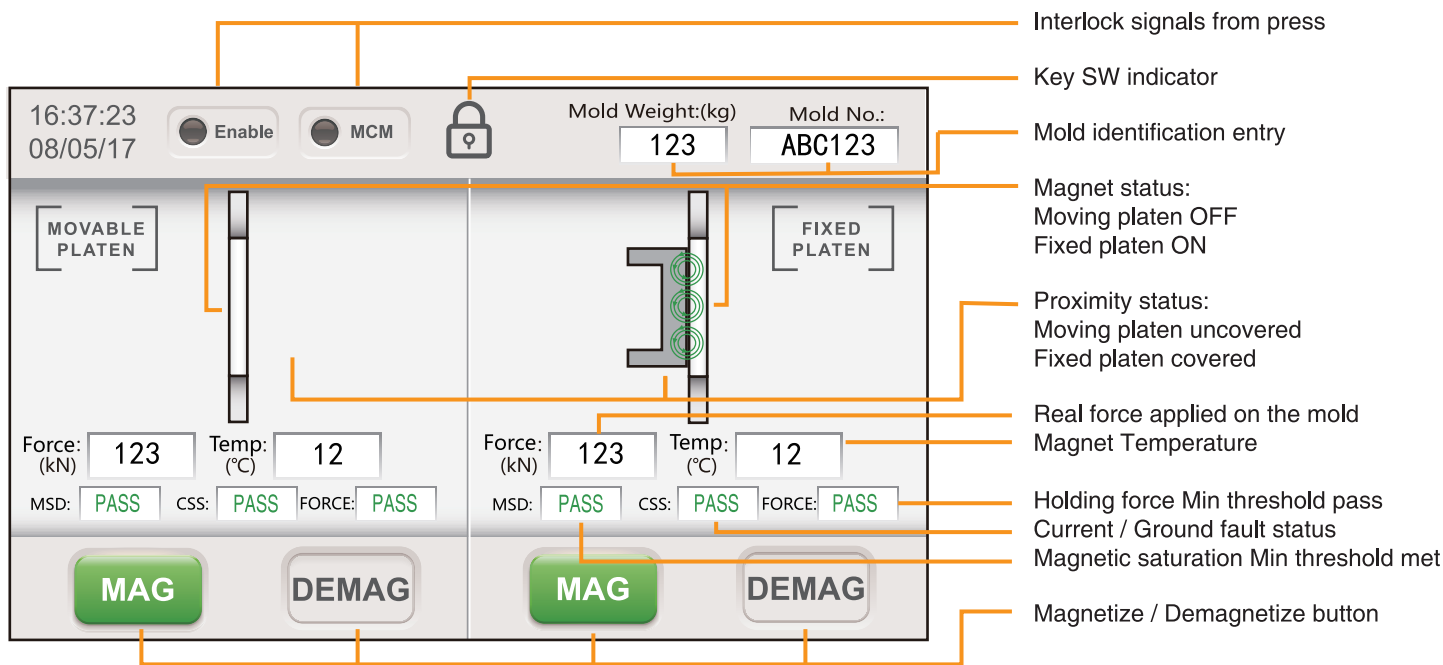 Interlock signals from press
Key SW indicator
16:37:23
08/05/17
Enable
MCM
Mold Weight:(kg)
123
Mold No.:
ABC123
Mold identification entry
Magnet status:
Moving platen OFF
Fixed platen ON
MOVABLE
PLATEN
FIXED
PLATEN
Proximity status:
Moving platen uncovered
Fixed platen covered
Force:
(kN)
123
Temp:
(°C)
12
Force:
(kN)
123
Temp:
(°C)
12
Real force applied on the mold
Magnet Temperature
MSD: PASS CSS: PASS FORCE: PASS
MSD: PASS CSS: PASS FORCE: PASS
Holding force Min threshold pass
Current / Ground fault status
Magnetic saturation Min threshold met
MAG
DEMAG
MAG
DEMAG
Magnetize / Demagnetize button